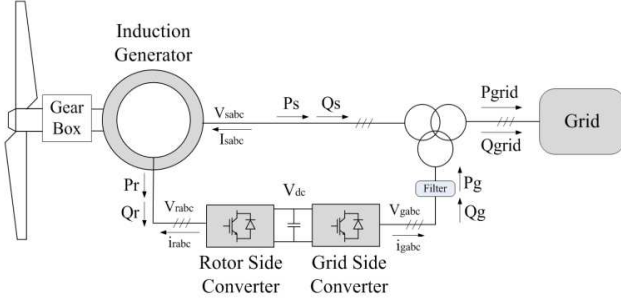 Induction
Generator
Gear
Box
Vsabc
Isabc
Ps
Qs
Pgrid
Qgrid
Grid
Pr
Qr
Vrabc
irabc
Vdc
Vgabc
igabc
Filter
Pg
Qg
Rotor Side
Converter
Grid Side
Converter